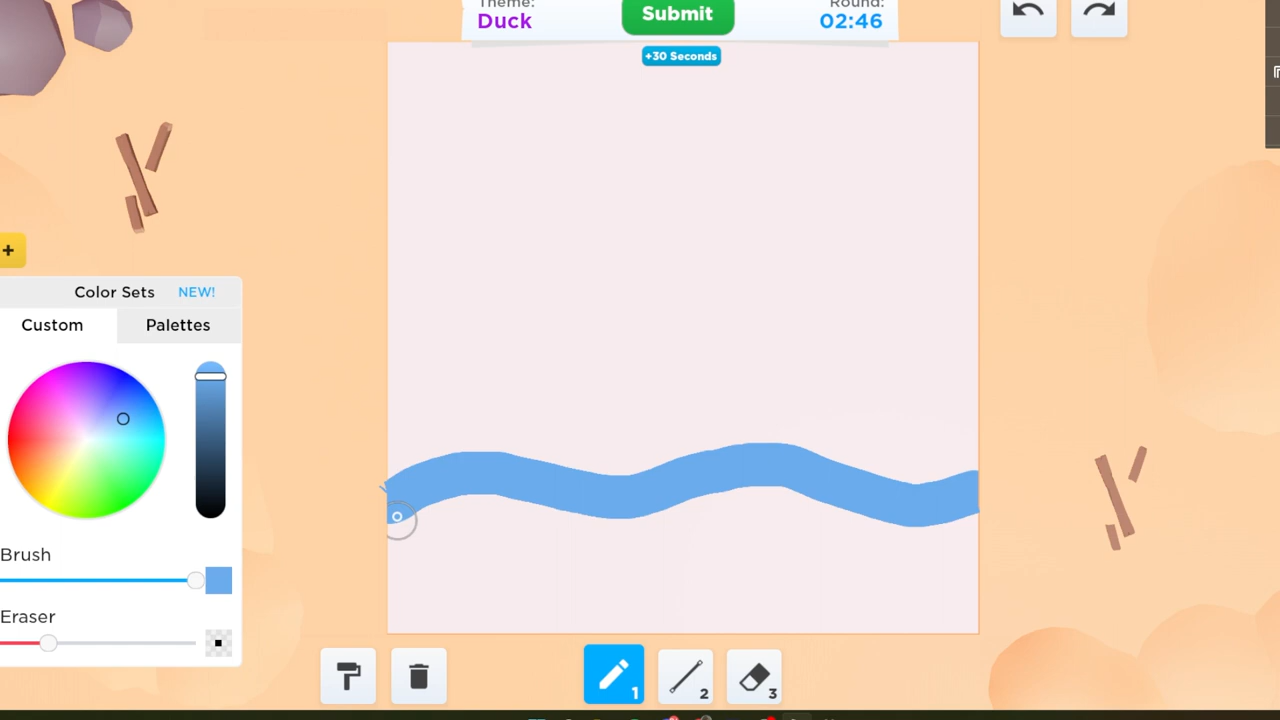 Theme:
Duck
Submit
Round:
02:46
+30 Seconds
+
Color Sets NEW!
Custom Palettes
Brush
Eraser
1
2
3